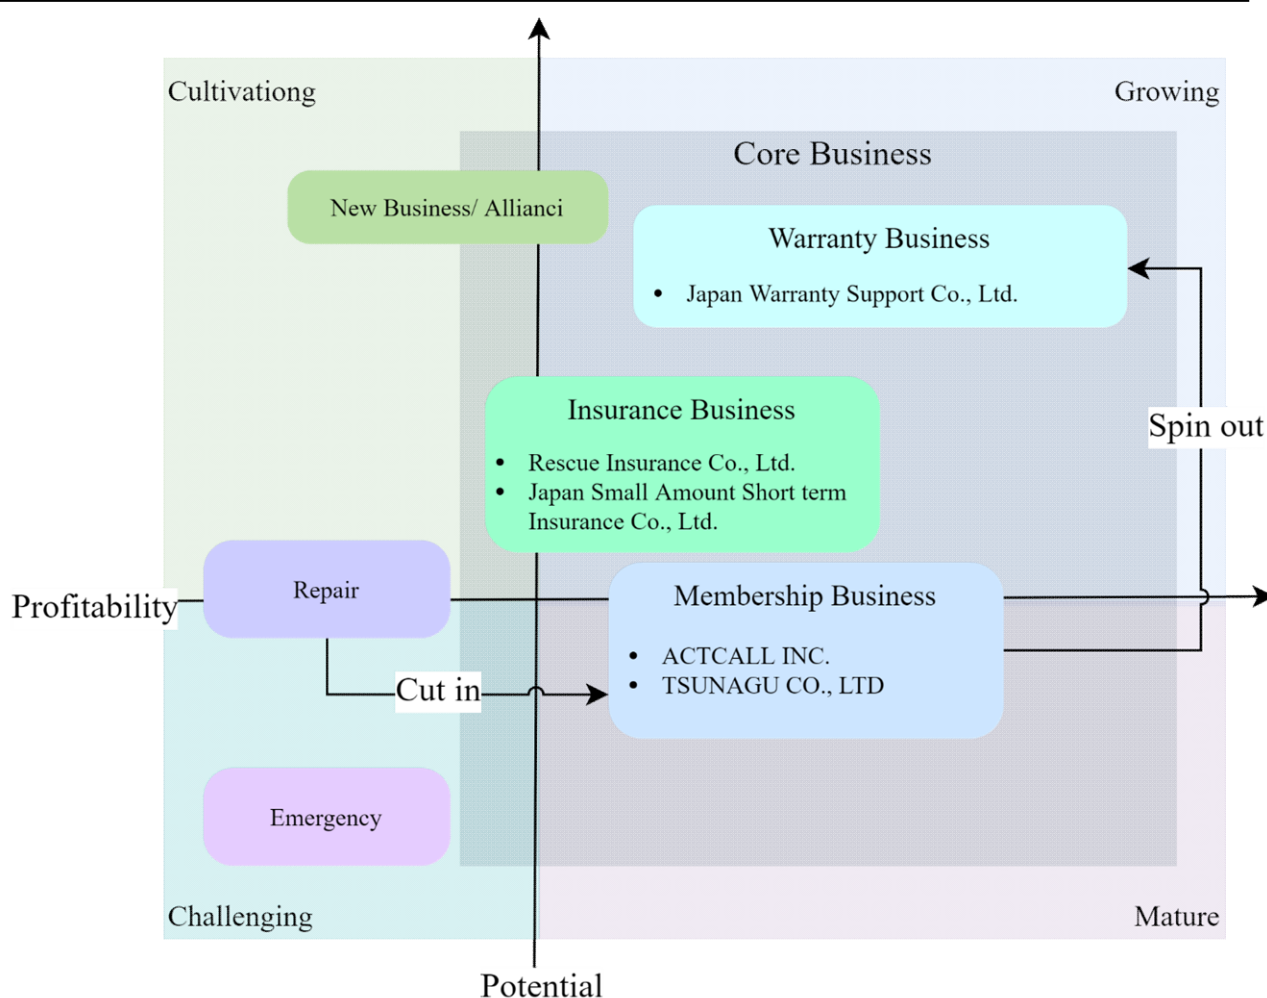 Cultivationg
Growing
Core Business
New Business/ Allianci
Warranty Business
• Japan Warranty Support Co., Ltd.
Insurance Business
• Rescue Insurance Co., Ltd.
• Japan Small Amount Short term
Insurance Co., Ltd.
Spin out
Repair
Profitability
Membership Business
• ACTCALL INC.
• TSUNAGU CO., LTD
Cut in
Emergency
Challenging
Mature
Potential